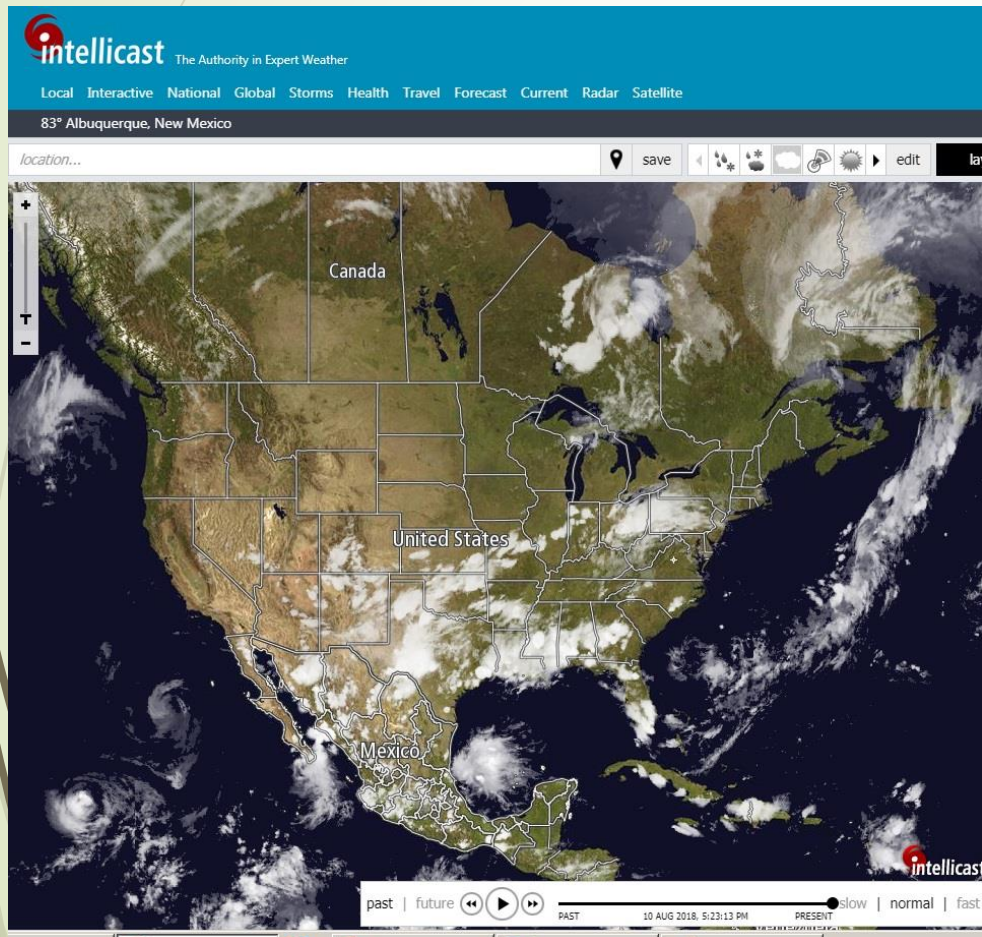 intellicast The Authority in Expert Weather
Local Interactive National Global Storms Health Travel Forecast Current Radar Satellite
83° Albuquerque, New Mexico
location... save edit
Canada
United States
Mexico
intellicast
past | future PAST 10 AUG 2018, 5:23:13 PM PRESENT slow | normal | fast